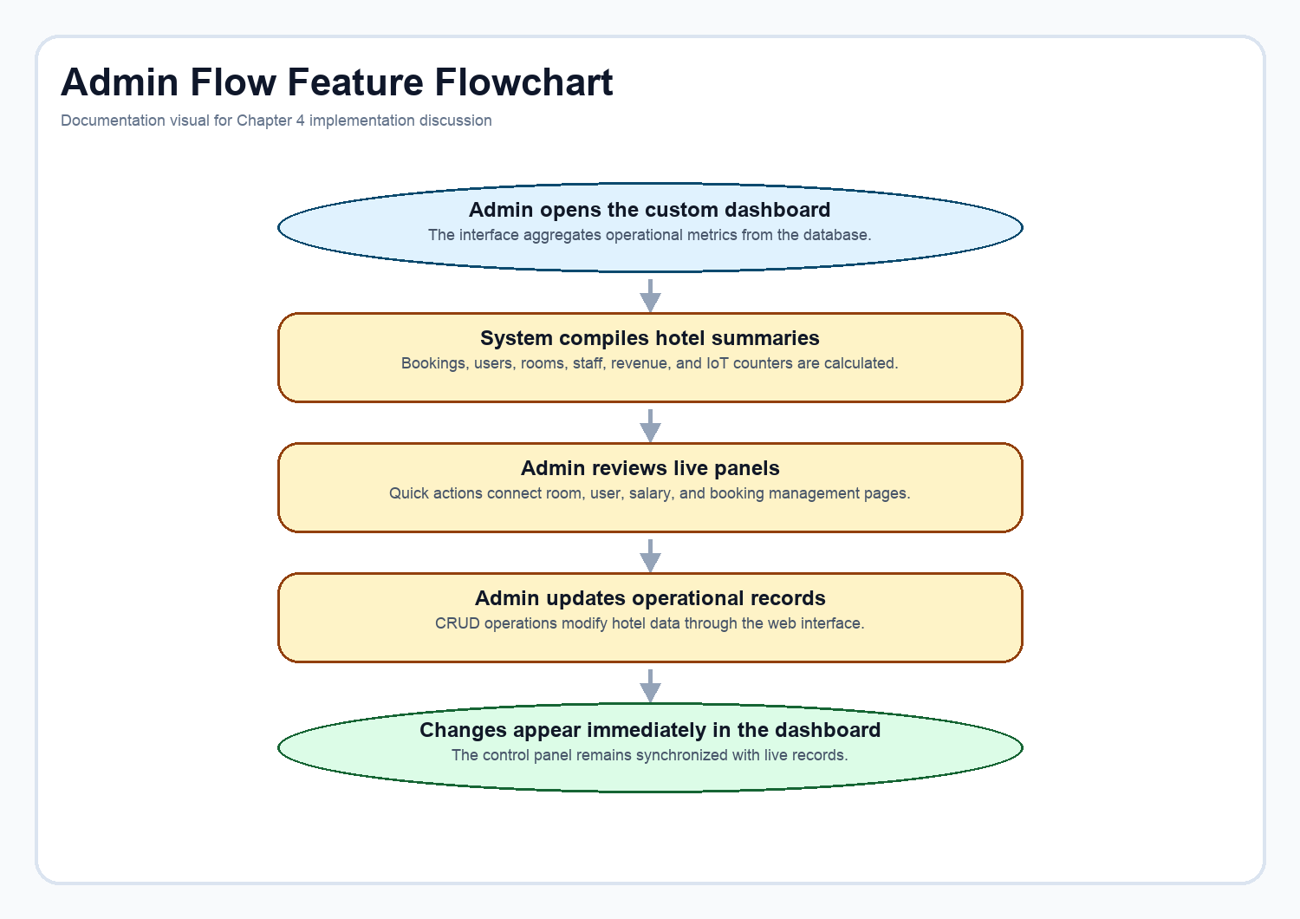 Admin Flow Feature Flowchart
Documentation visual for Chapter 4 implementation discussion
Admin opens the custom dashboard
The interface aggregates operational metrics from the database.
System compiles hotel summaries
Bookings, users, rooms, staff, revenue, and IoT counters are calculated.
Admin reviews live panels
Quick actions connect room, user, salary, and booking management pages.
Admin updates operational records
CRUD operations modify hotel data through the web interface.
Changes appear immediately in the dashboard
The control panel remains synchronized with live records.